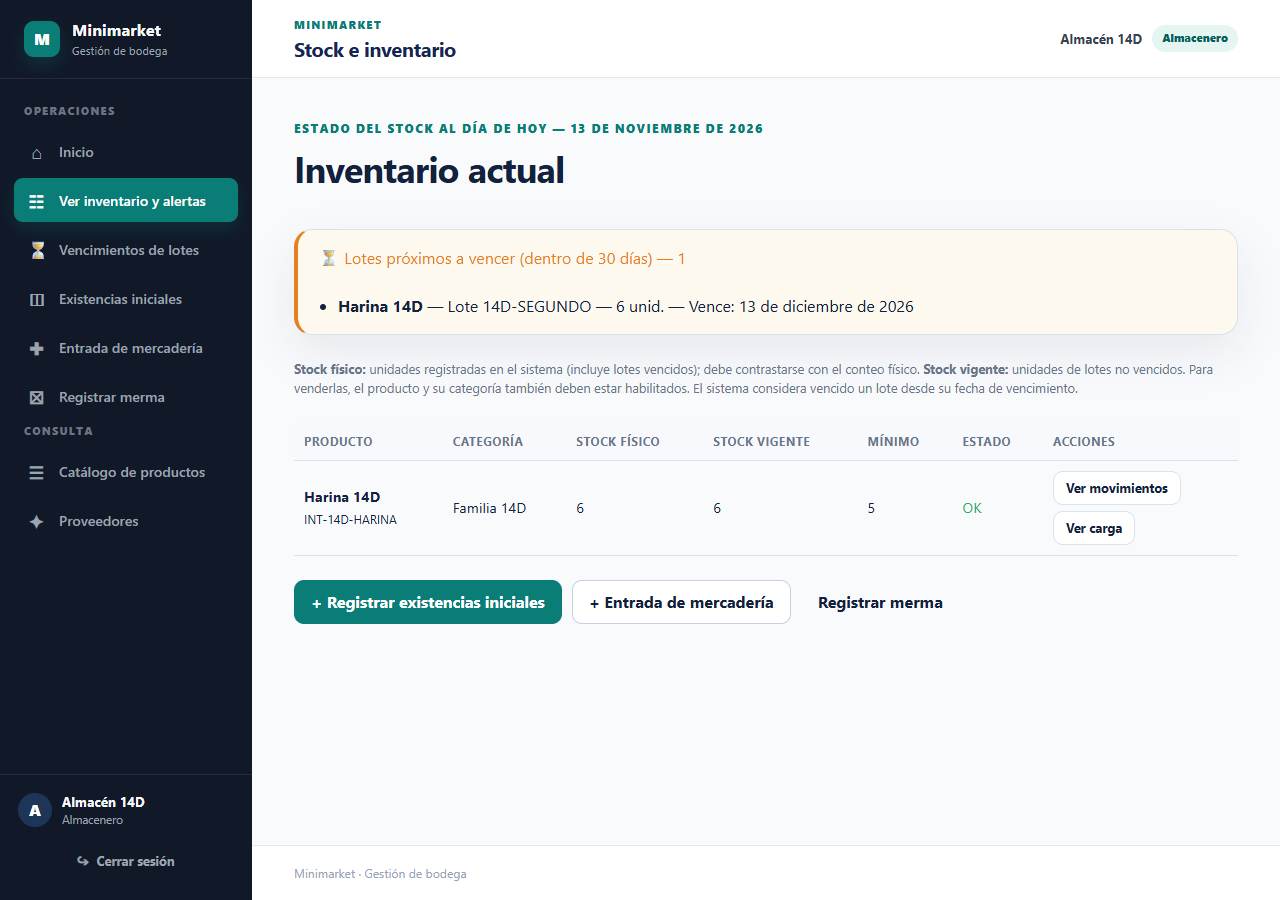 M
Minimarket
Gestión de bodega
OPERACIONES
Inicio
Ver inventario y alertas
Vencimientos de lotes
Existencias iniciales
Entrada de mercadería
Registrar merma
CONSULTA
Catálogo de productos
Proveedores
A
Almacén 14D
Almacenero
Cerrar sesión
MINIMARKET
Stock e inventario
Almacén 14D Almacenero
ESTADO DEL STOCK AL DÍA DE HOY — 13 DE NOVIEMBRE DE 2026
Inventario actual
⏳ Lotes próximos a vencer (dentro de 30 días) — 1
• Harina 14D — Lote 14D-SEGUNDO — 6 unid. — Vence: 13 de diciembre de 2026
Stock físico: unidades registradas en el sistema (incluye lotes vencidos); debe contrastarse con el conteo físico. Stock vigente: unidades de lotes no vencidos. Para
venderlas, el producto y su categoría también deben estar habilitados. El sistema considera vencido un lote desde su fecha de vencimiento.
PRODUCTO CATEGORÍA STOCK FÍSICO STOCK VIGENTE MÍNIMO ESTADO ACCIONES
Harina 14D
INT-14D-HARINA
Familia 14D 6 6 5 OK
Ver movimientos
Ver carga
+ Registrar existencias iniciales + Entrada de mercadería Registrar merma
Minimarket · Gestión de bodega